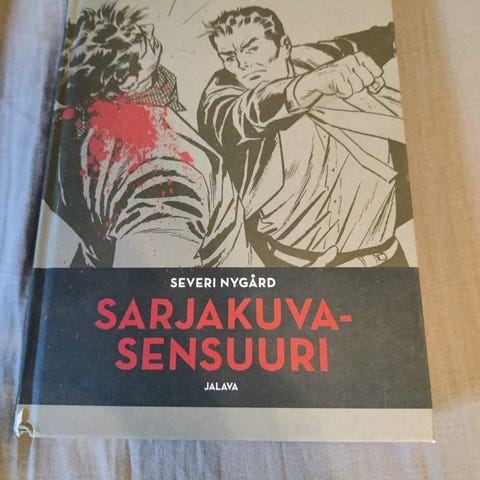 SEVERI NYGÅRD
SARJAKUVA-
SENSUURI
JALAVA